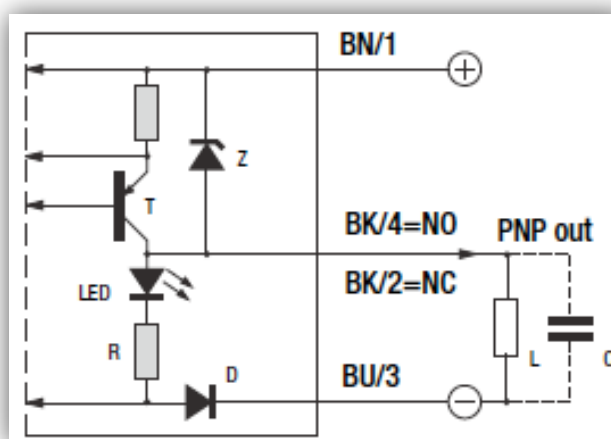 BN/1
Z
T
BK/4=NO
PNP out
BK/2=NC
LED
R
D
BU/3
L